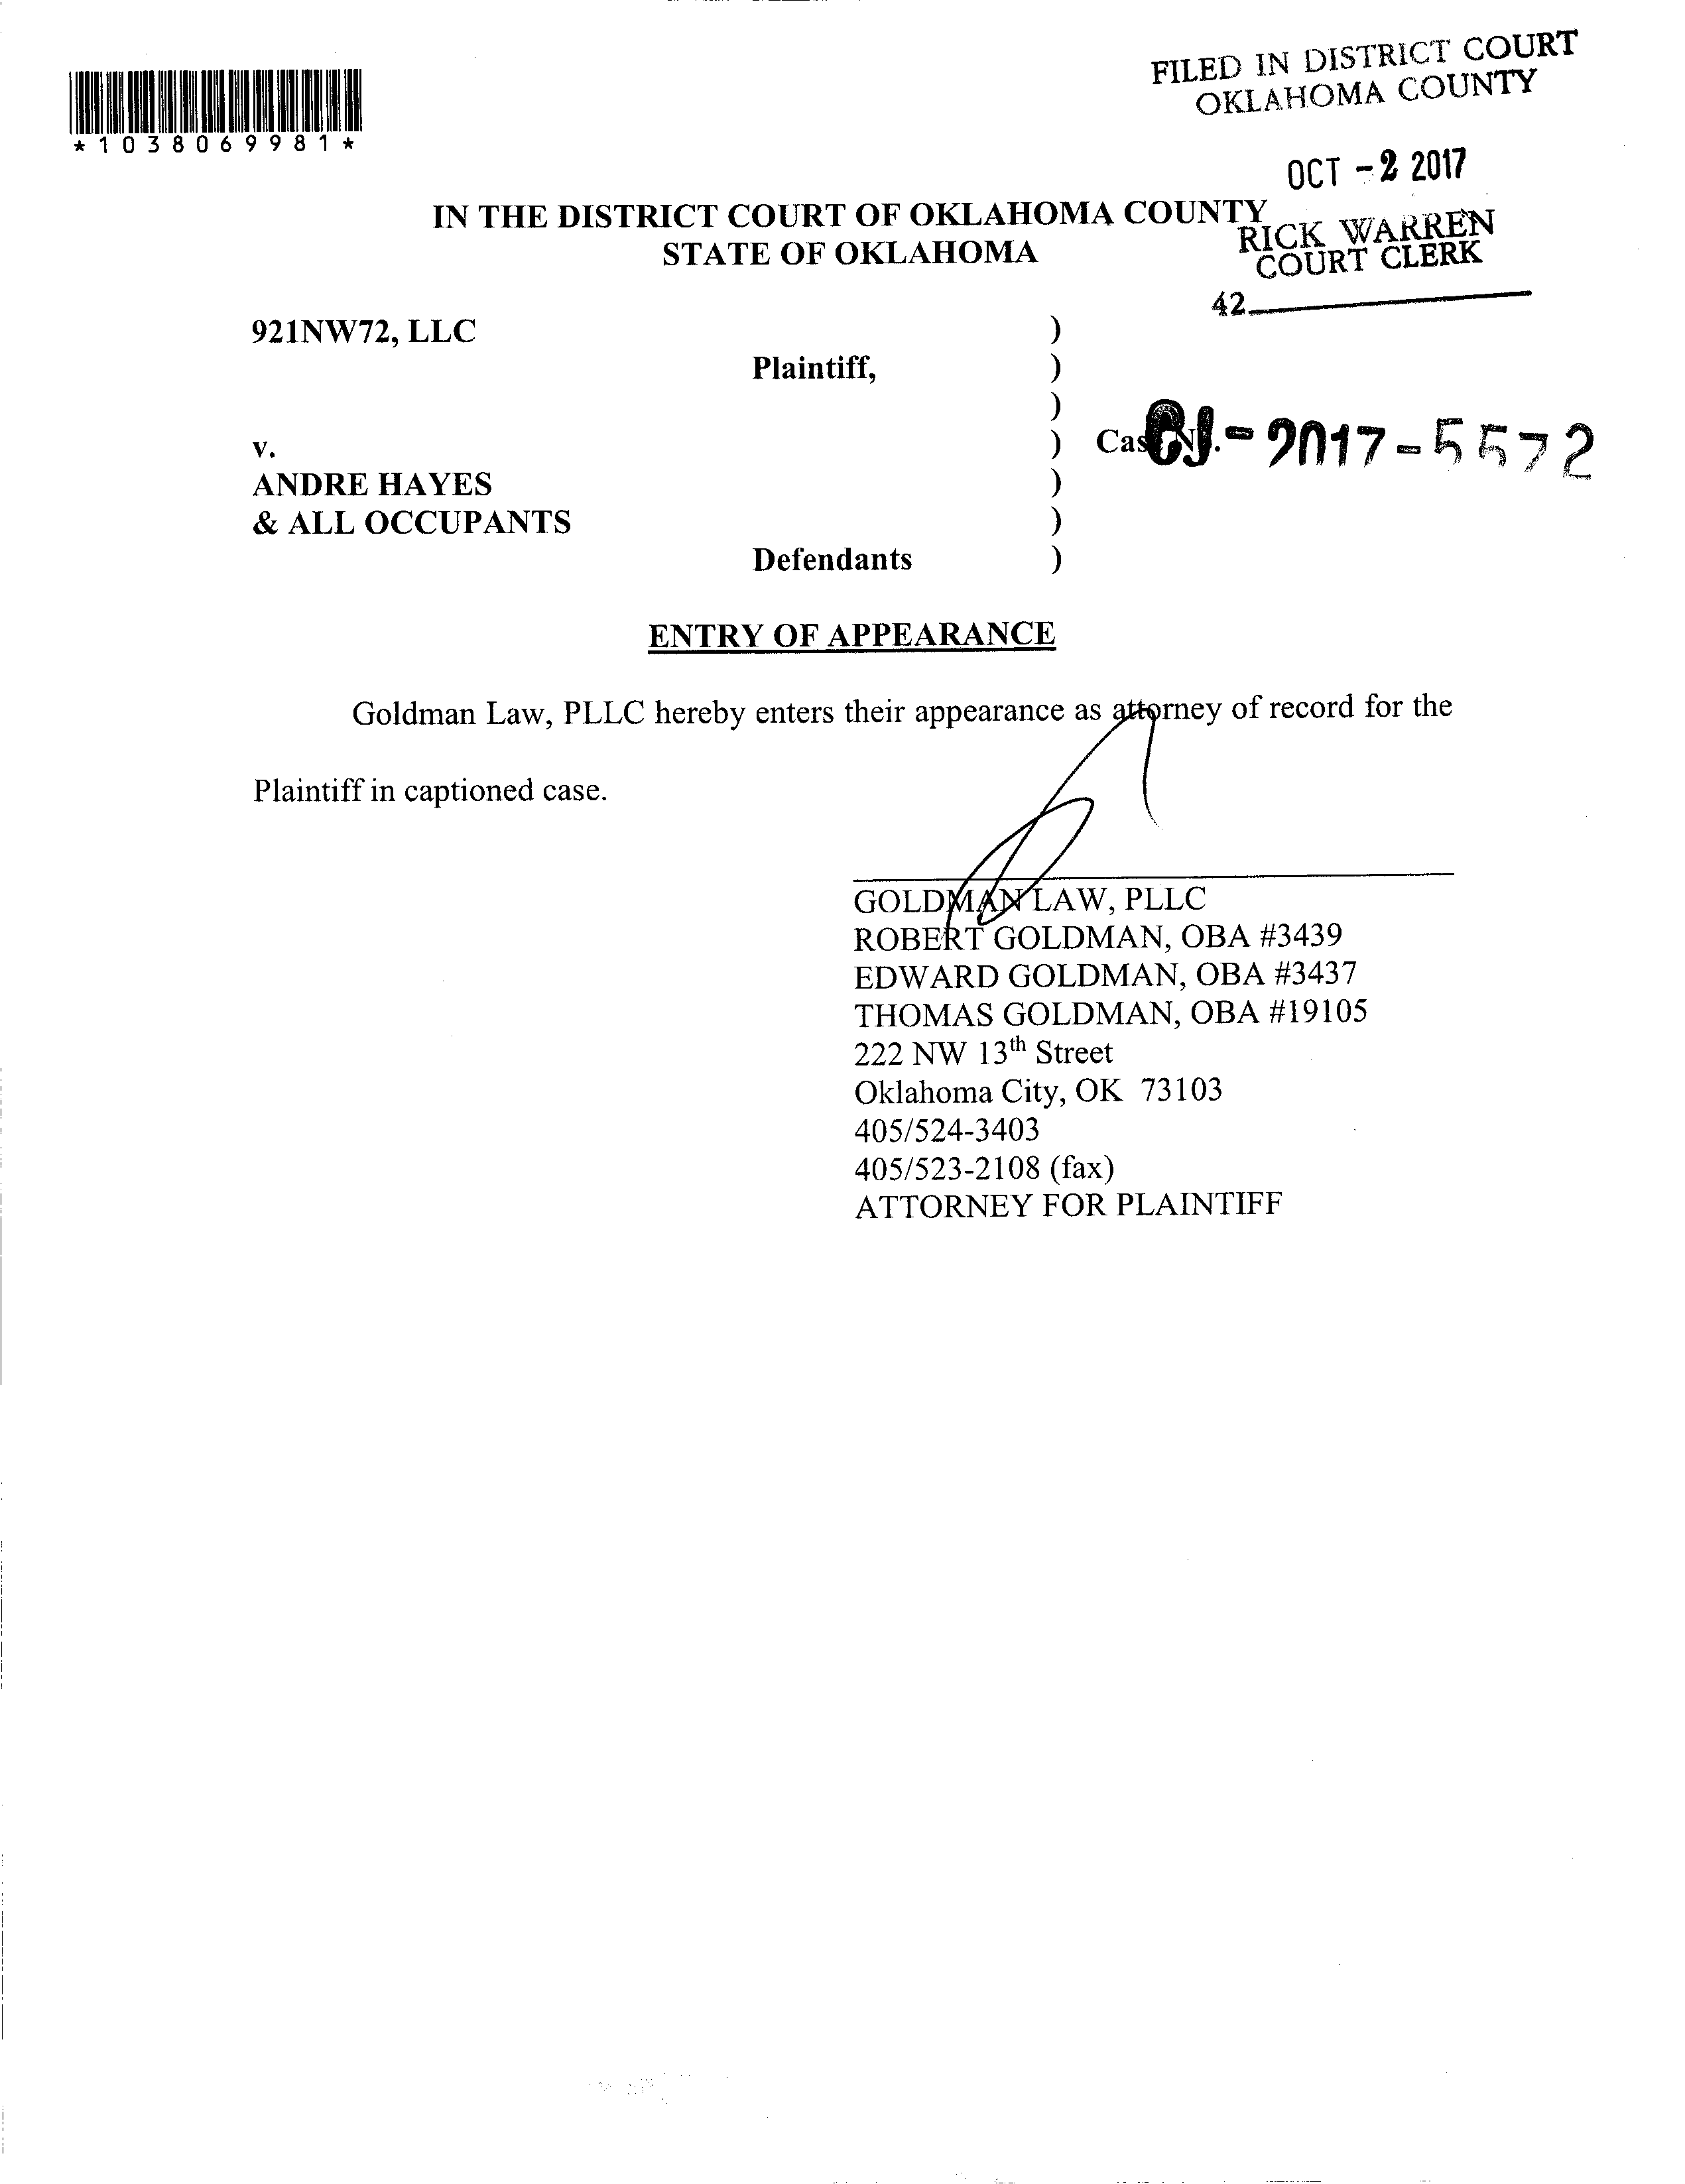 FILED IN DISTRICT COURT
OKLAHOMA COUNTY
*1038069981*
OCT -2 2017
IN THE DISTRICT COURT OF OKLAHOMA COUNTY
STATE OF OKLAHOMA
RICK WARREN
COURT CLERK
42
921NW72, LLC )
Plaintiff, )
)
v. ) Case No. CJ-2017-5572
ANDRE HAYES )
& ALL OCCUPANTS )
Defendants )
ENTRY OF APPEARANCE
Goldman Law, PLLC hereby enters their appearance as attorney of record for the
Plaintiff in captioned case.
GOLDMAN LAW, PLLC
ROBERT GOLDMAN, OBA #3439
EDWARD GOLDMAN, OBA #3437
THOMAS GOLDMAN, OBA #19105
222 NW 13th Street
Oklahoma City, OK 73103
405/524-3403
405/523-2108 (fax)
ATTORNEY FOR PLAINTIFF